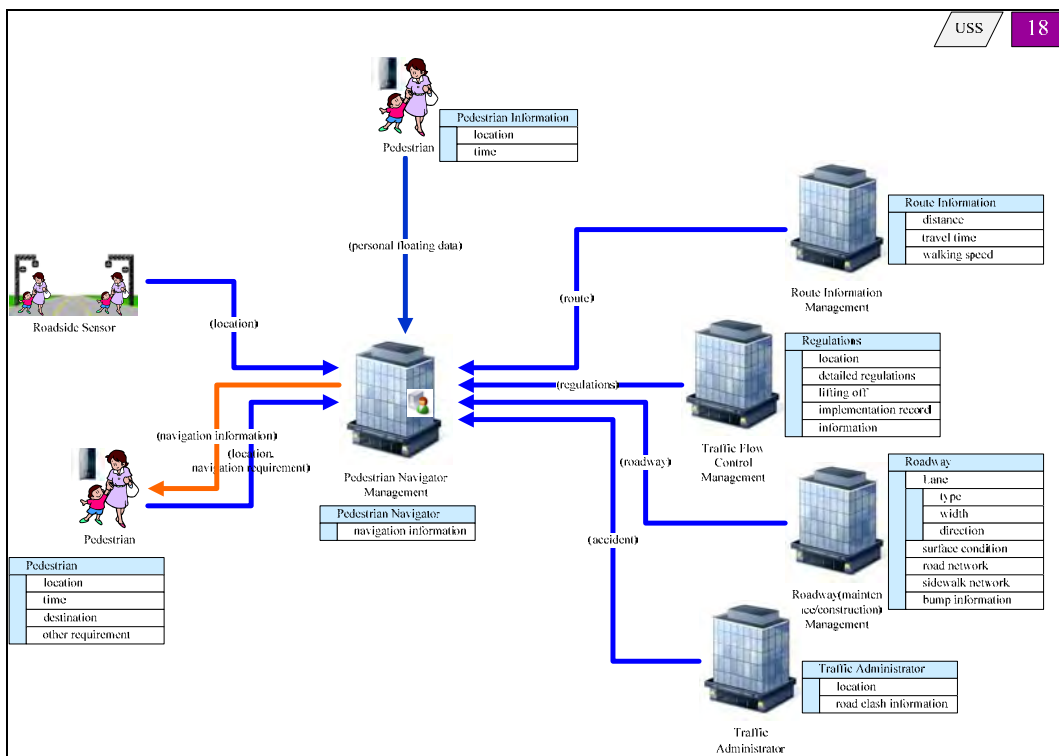 USS
18
Pedestrian
Pedestrian Information
location
time
(personal floating data)
Roadside Sensor
(location)
(navigation information)
(location,
navigation requirement)
Pedestrian
Pedestrian
location
time
destination
other requirement
Pedestrian Navigator
Management
Pedestrian Navigator
navigation information
(route)
(regulations)
(roadway)
(accident)
Route Information
Management
Route Information
distance
travel time
walking speed
Traffic Flow
Control
Management
Regulations
location
detailed regulations
lifting off
implementation record
information
Roadway(mainten
ice/construction)
Management
Roadway
Lane
type
width
direction
surface condition
road network
sidewalk network
bump information
Traffic
Administrator
Traffic Administrator
location
road clash information